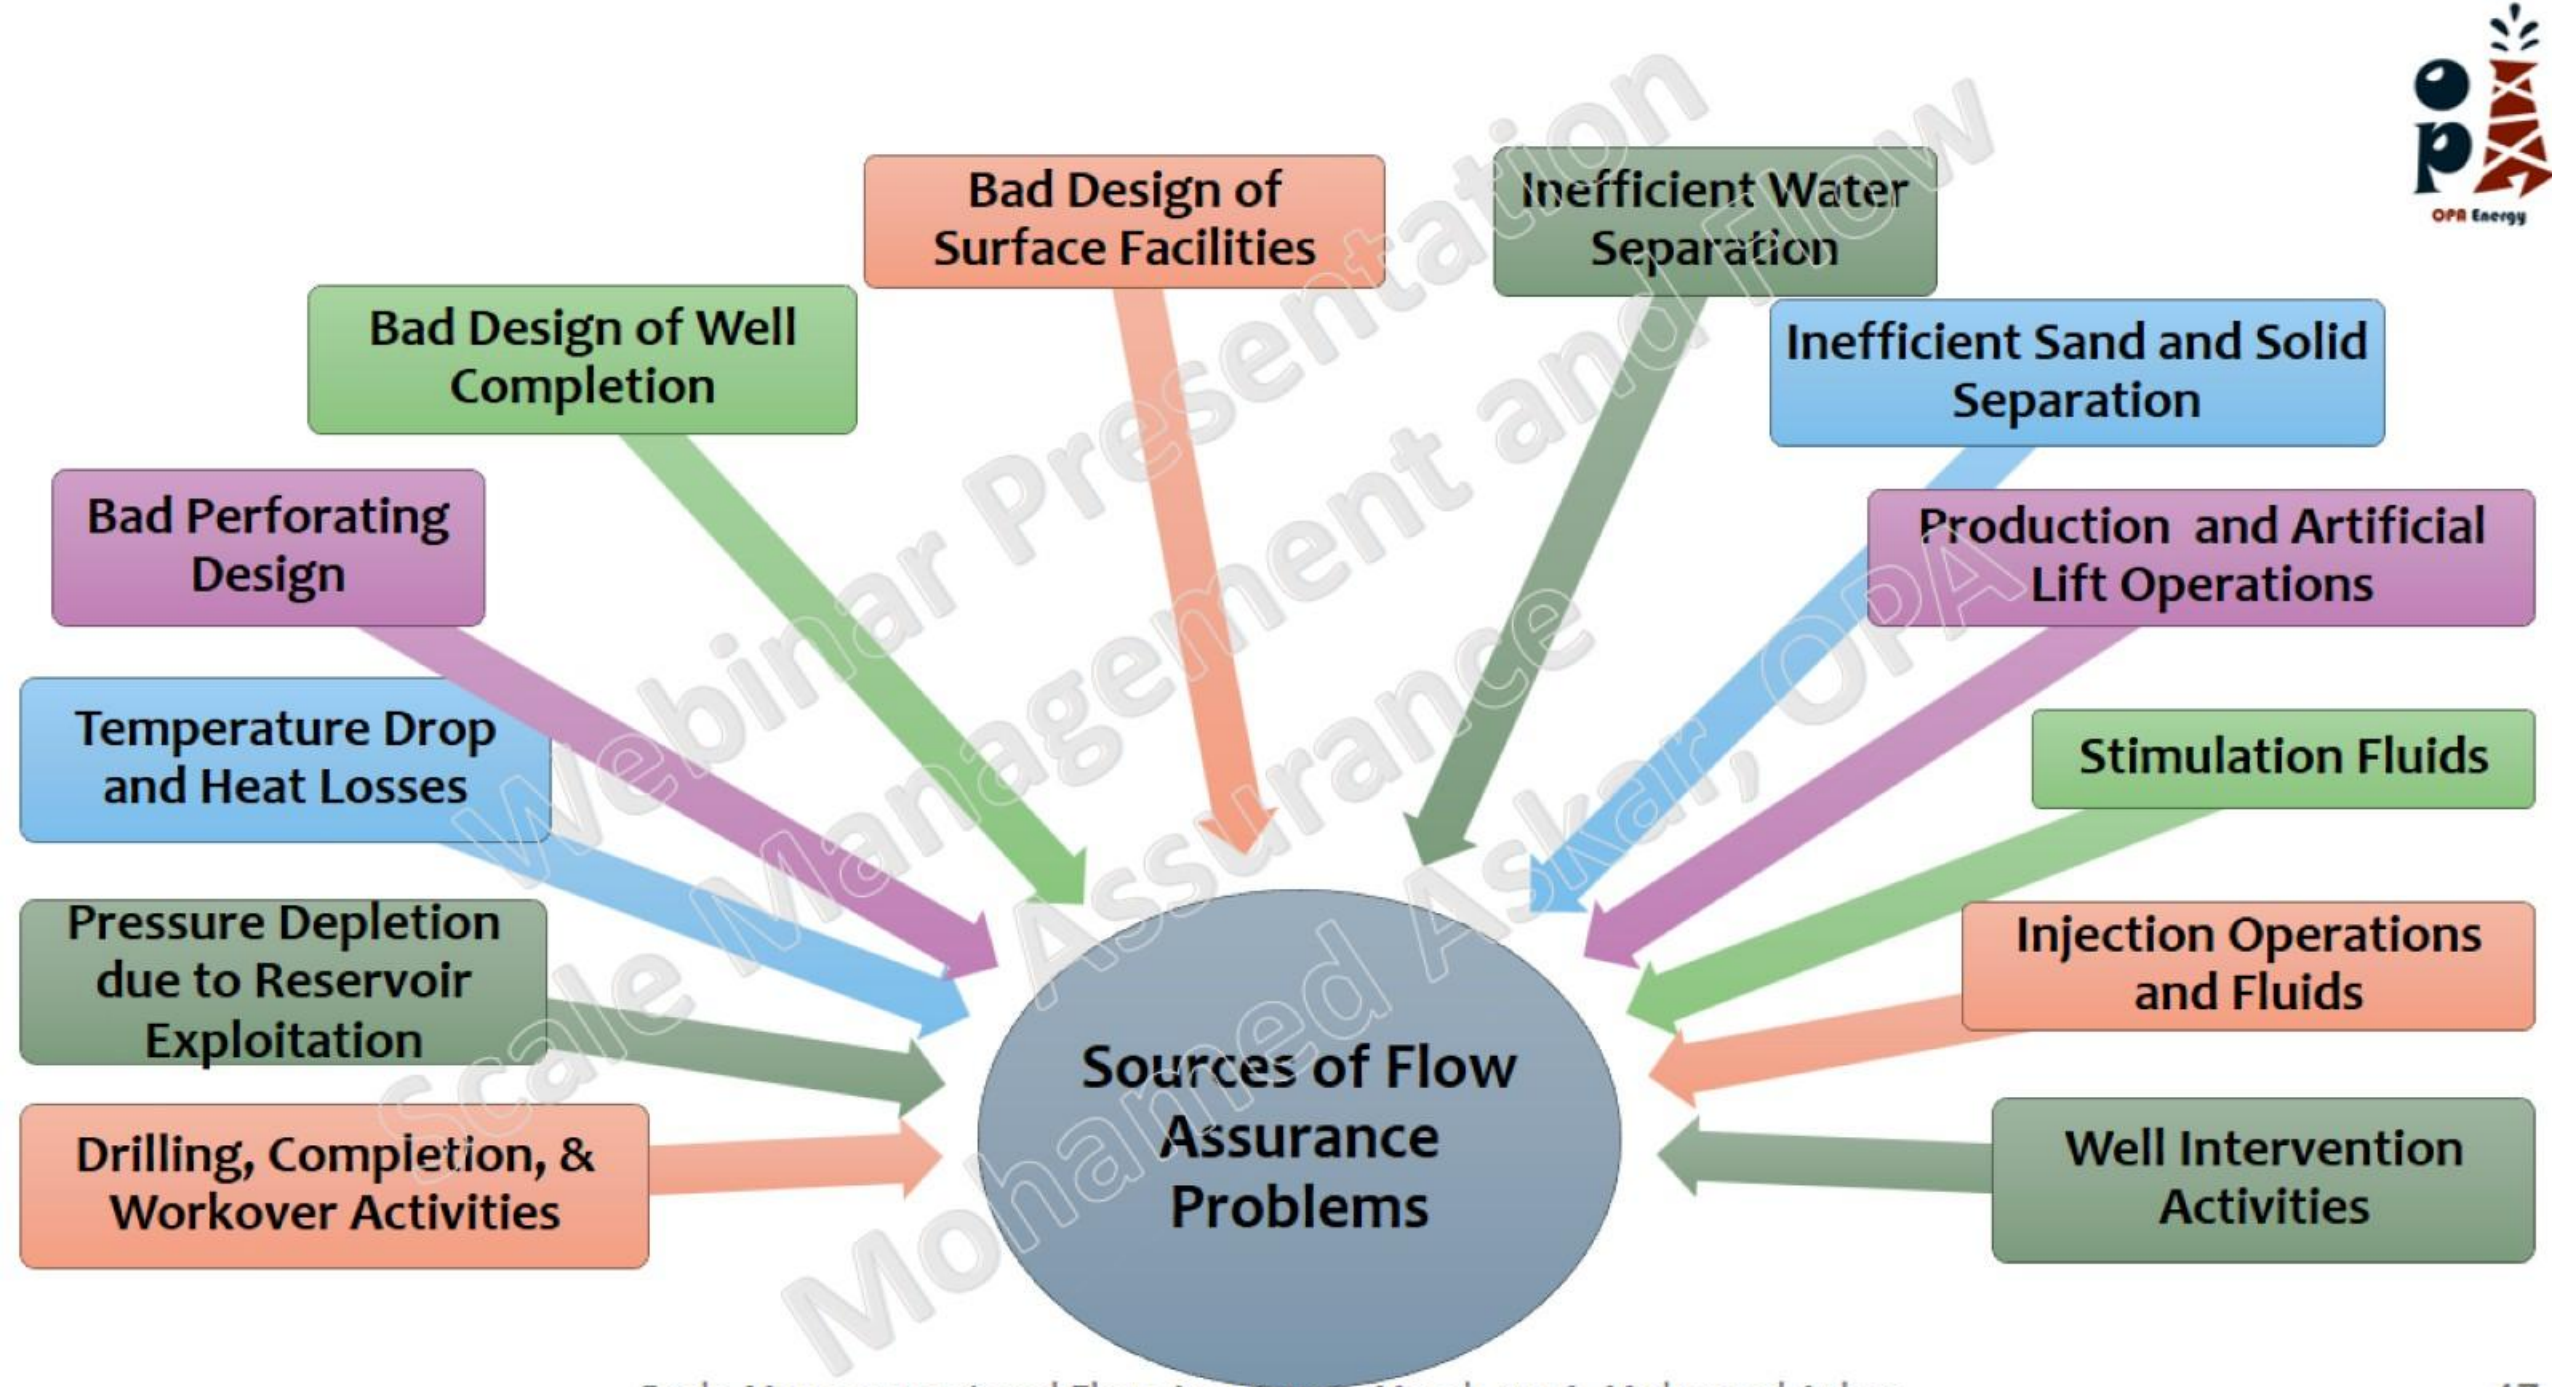 Bad Design of
Surface Facilities
Inefficient Water
Separation
Bad Design of Well
Completion
Inefficient Sand and Solid
Separation
Bad Perforating
Design
Production and Artificial
Lift Operations
Temperature Drop
and Heat Losses
Stimulation Fluids
Pressure Depletion
due to Reservoir
Exploitation
Injection Operations
and Fluids
Drilling, Completion, &
Workover Activities
Well Intervention
Activities
Sources of Flow
Assurance
Problems
Webinar Presentation
Scale Management and Flow
Assurance
Mohamed Askar, OPA
OPA
OPA Energy